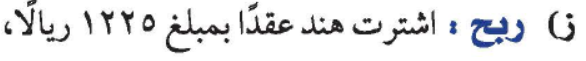 ز) ربح : اشترت هند عقدًا بمبلغ ١٢٢٥ ريالًا،